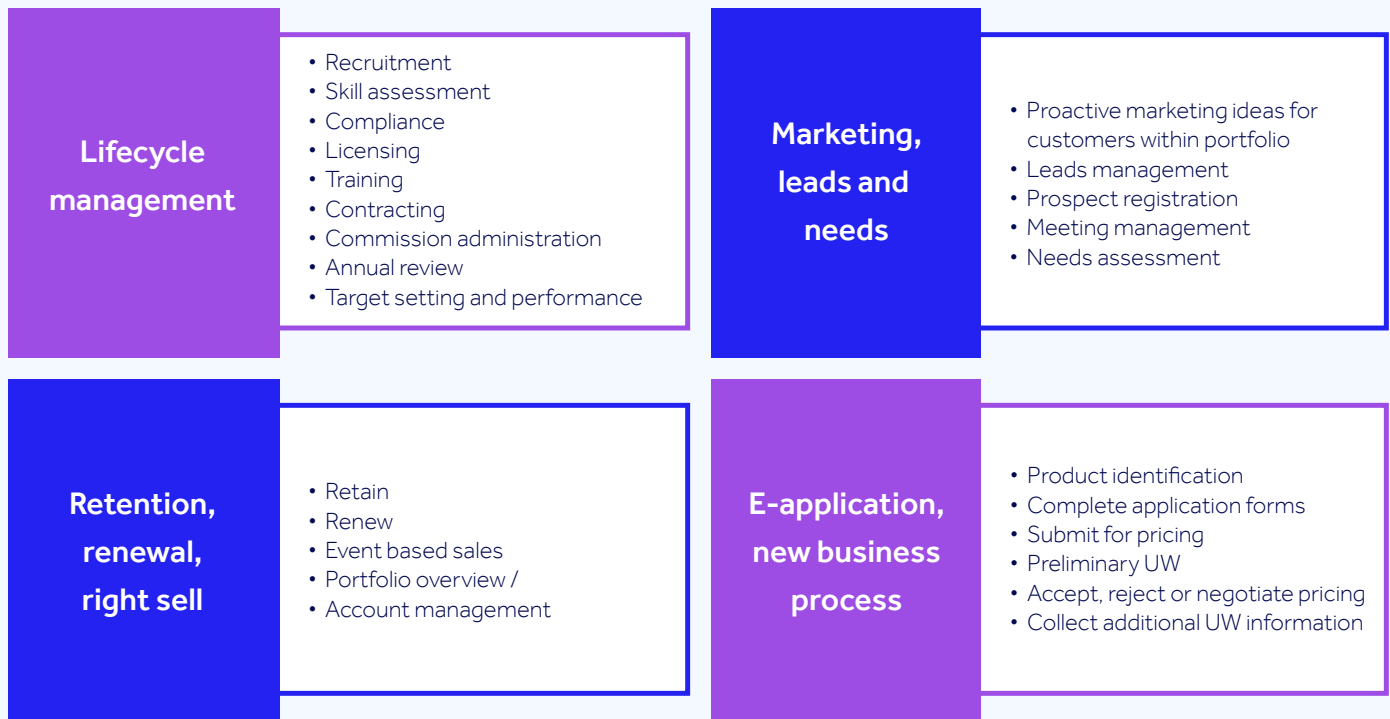 Lifecycle
management
• Recruitment
• Skill assessment
• Compliance
• Licensing
• Training
• Contracting
• Commission administration
• Annual review
• Target setting and performance
Marketing,
leads and
needs
• Proactive marketing ideas for
customers within portfolio
• Leads management
• Prospect registration
• Meeting management
• Needs assessment
Retention,
renewal,
right sell
• Retain
• Renew
• Event based sales
• Portfolio overview /
• Account management
E-application,
new business
process
• Product identification
• Complete application forms
• Submit for pricing
• Preliminary UW
• Accept, reject or negotiate pricing
• Collect additional UW information